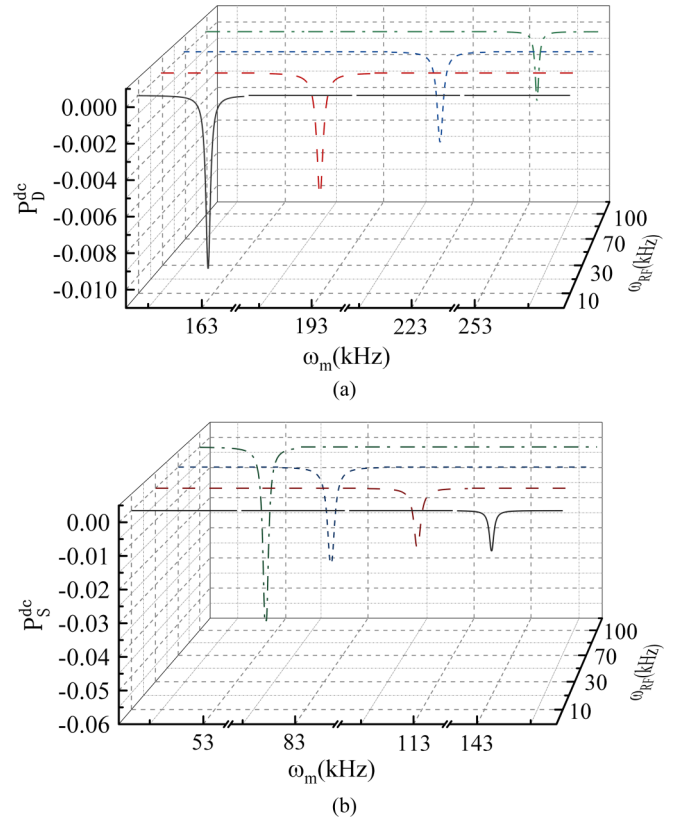 0.000
-0.002
-0.004
-0.006
-0.008
-0.010
P_D^dc
100
70
30
10
ω_RF(kHz)
163 193 223 253
ω_m(kHz)
(a)
0.00
-0.01
-0.02
-0.03
-0.04
-0.05
-0.06
P_S^dc
100
70
30
10
ω_RF(kHz)
53 83 113 143
ω_m(kHz)
(b)